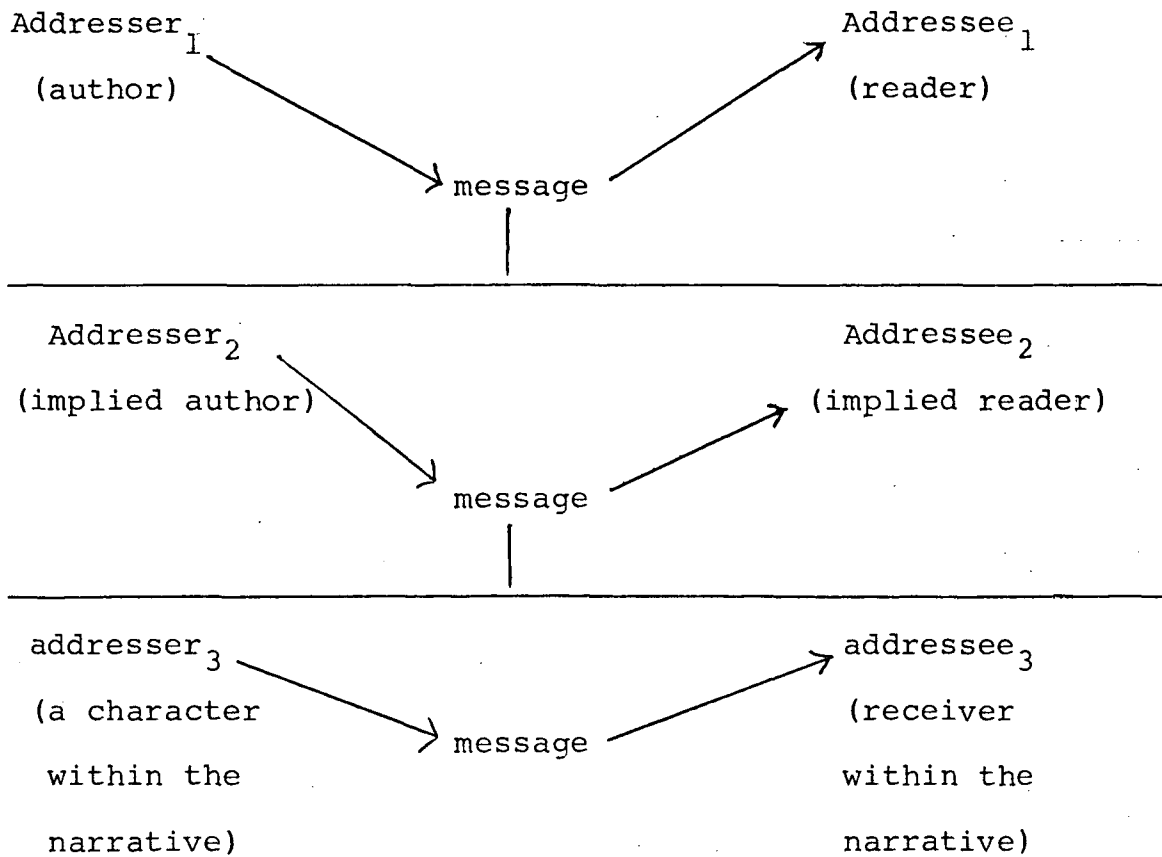 Addresser₁ Addressee₁
(author) (reader)
message
Addresser₂ Addressee₂
(implied author) (implied reader)
message
addresser₃ addressee₃
(a character (receiver
within the message within the
narrative) narrative)